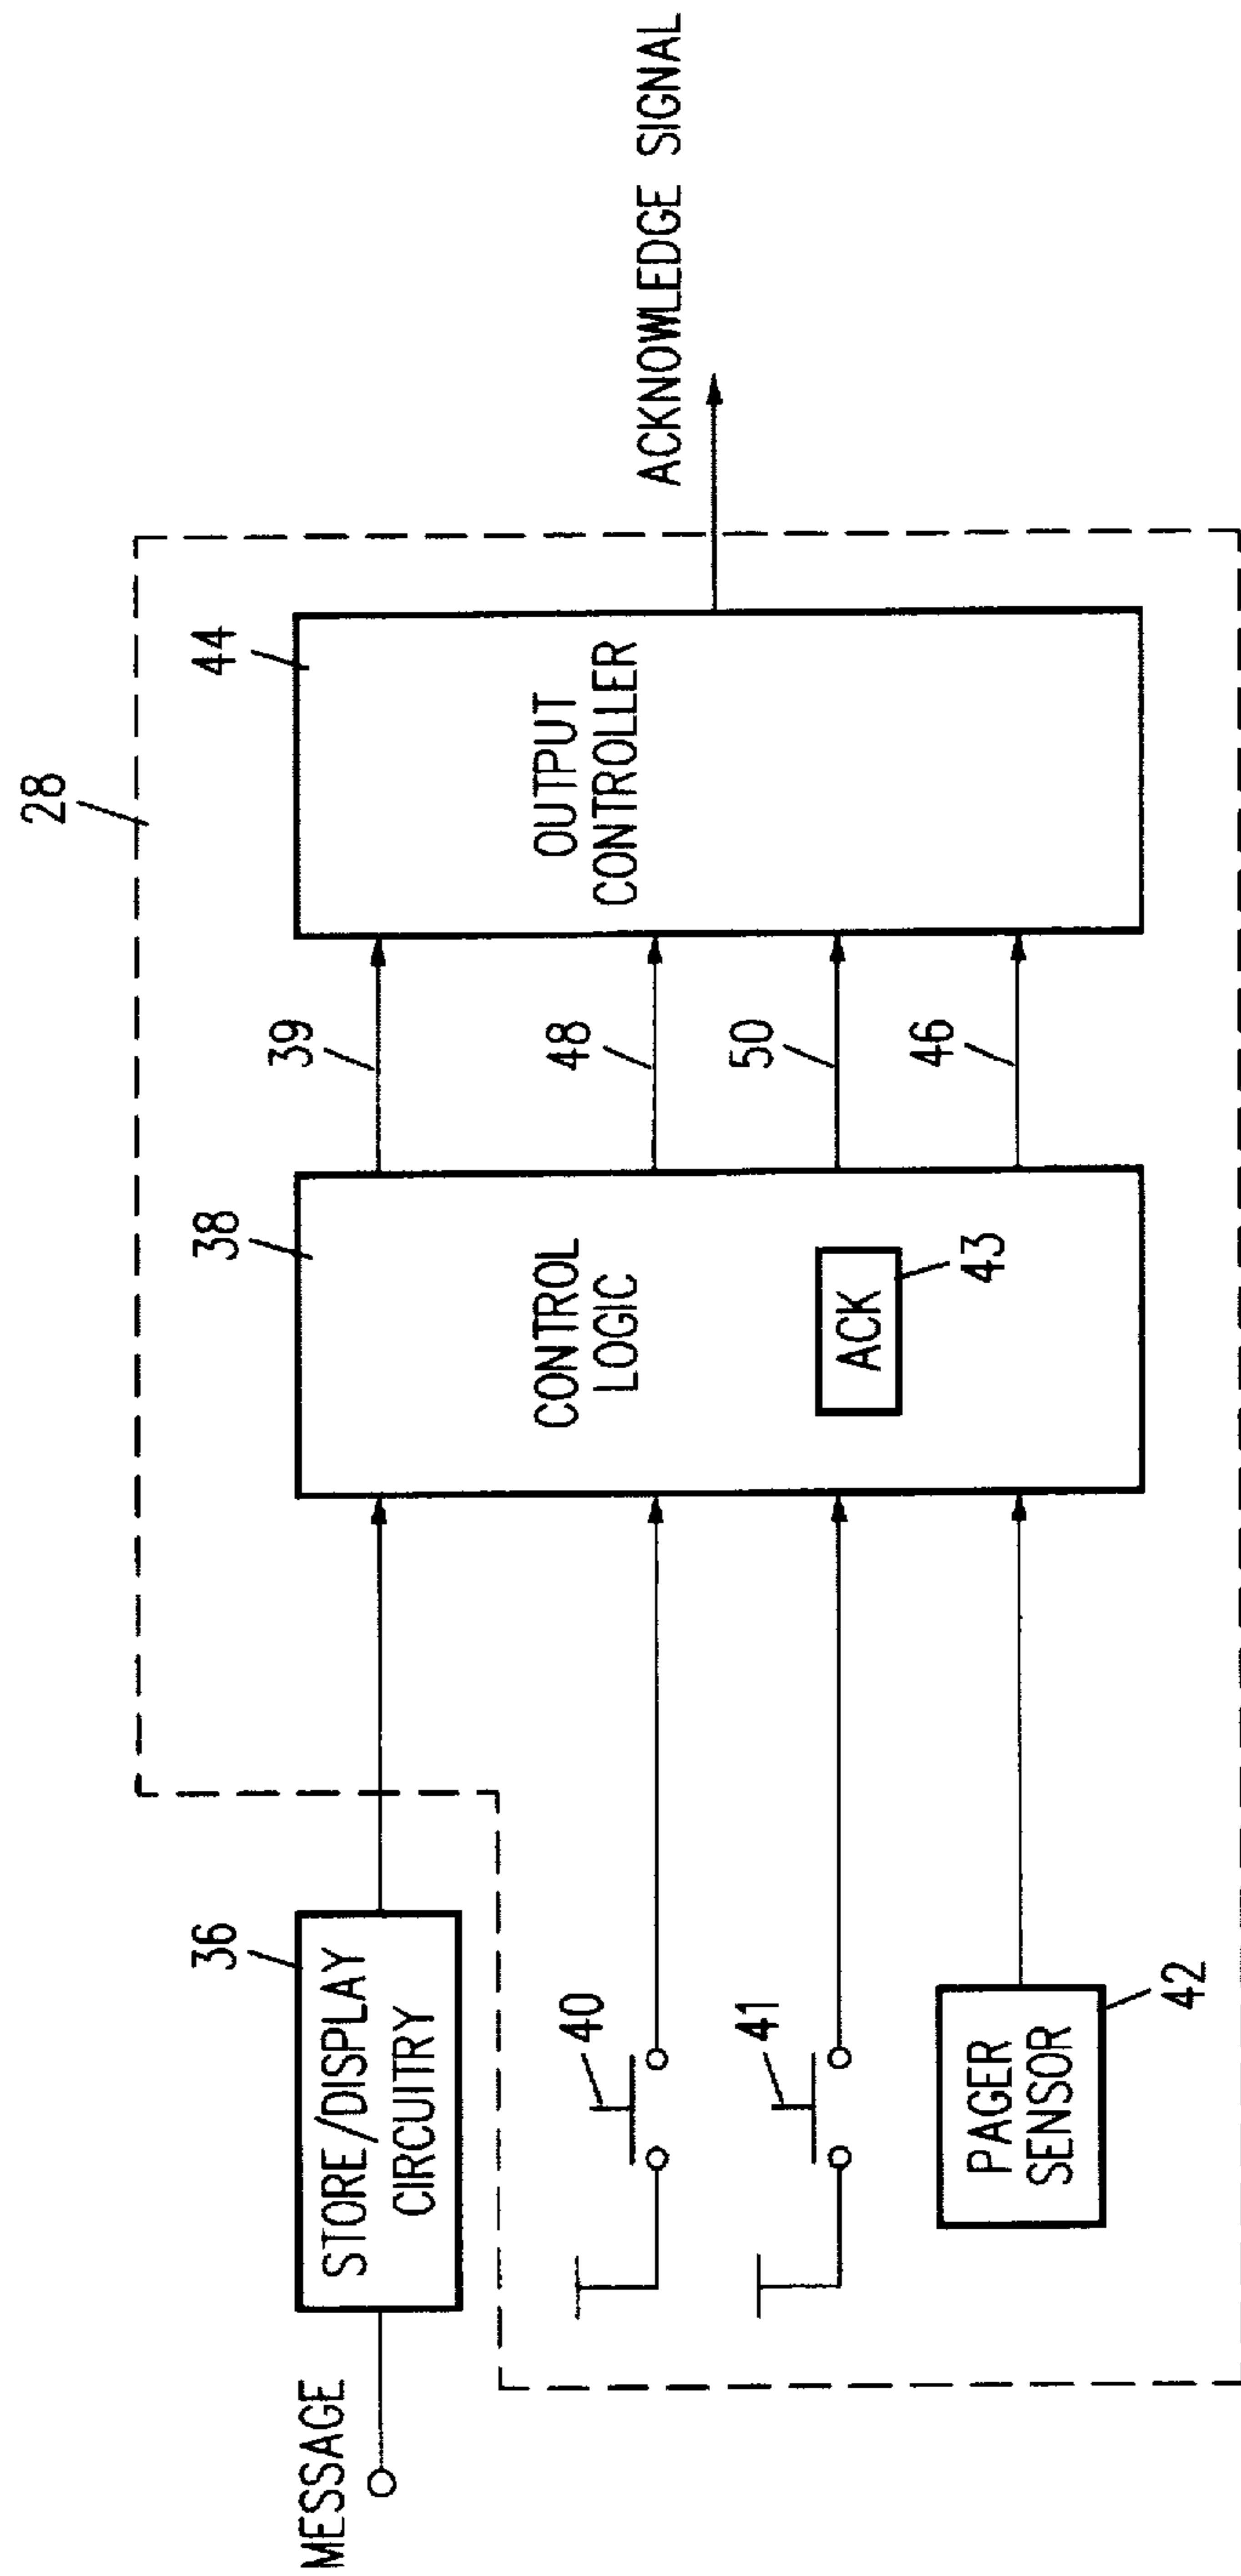 28
MESSAGE
36
STORE/DISPLAY
CIRCUITRY
38
CONTROL
LOGIC
ACK
43
39
48
50
46
44
OUTPUT
CONTROLLER
ACKNOWLEDGE SIGNAL
40
41
PAGER
SENSOR
42